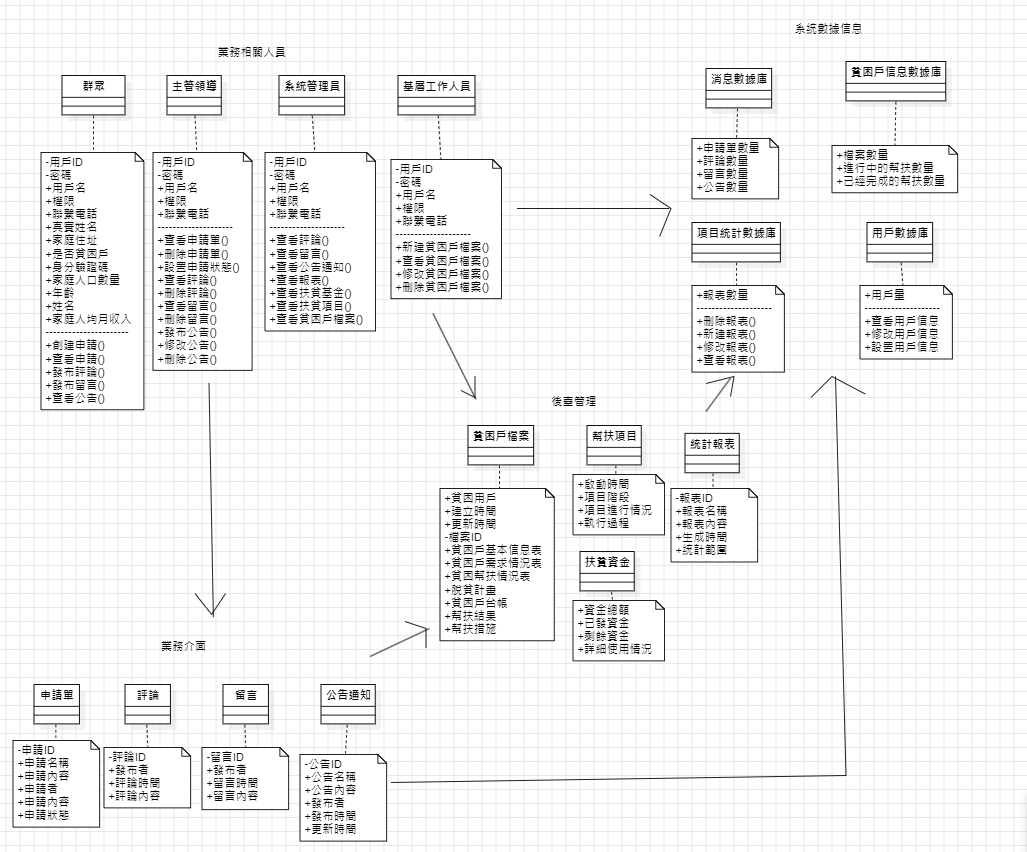 業務相關人員
群眾
-用戶ID
-密碼
+用戶名
+權限
+聯繫電話
+真實姓名
+家庭住址
+是否貧困戶
+身分驗證碼
+家庭人口數量
+年齡
+姓名
+家庭人均月收入
----------------------
+創建申請()
+查看申請()
+發布評論()
+發布留言()
+查看公告()
主管領導
-用戶ID
-密碼
+用戶名
+權限
+聯繫電話
--------------------
+查看申請單()
+刪除申請單()
+設置申請狀態()
+查看評論()
+刪除評論()
+查看留言()
+刪除留言()
+發布公告()
+修改公告()
+刪除公告()
系統管理員
-用戶ID
-密碼
+用戶名
+權限
+聯繫電話
--------------------
+查看評論()
+查看留言()
+查看公告通知()
+查看報表()
+查看扶貧基金()
+查看扶貧項目()
+查看貧困戶檔案()
基層工作人員
-用戶ID
-密碼
+用戶名
+權限
+聯繫電話
--------------------
+新建貧困戶檔案()
+查看貧困戶檔案()
+修改貧困戶檔案()
+刪除貧困戶檔案()
系統數據信息
消息數據庫
+申請單數量
+評論數量
+留言數量
+公告數量
貧困戶信息數據庫
+檔案數量
+進行中的幫扶數量
+已經完成的幫扶數量
項目統計數據庫
+報表數量
--------------------
+刪除報表()
+新建報表()
+修改報表()
+查看報表()
用戶數據庫
+用戶量
--------------------
+查看用戶信息
+修改用戶信息
+設置用戶信息
後臺管理
貧困戶檔案
+貧困用戶
+建立時間
+更新時間
-檔案ID
+貧困戶基本信息表
+貧困戶需求情況表
+貧困幫扶情況表
+脫貧計畫
+貧困戶台帳
+幫扶結果
+幫扶措施
幫扶項目
+啟動時間
+項目階段
+項目進行情況
+執行過程
統計報表
-報表ID
+報表名稱
+報表內容
+生成時間
+統計範圍
扶貧資金
+資金總額
+已發資金
+剩餘資金
+詳細使用情況
業務介面
申請單
-申請ID
+申請名稱
+申請內容
+申請者
+申請內容
+申請狀態
評論
-評論ID
+發布者
+評論時間
+評論內容
留言
-留言ID
+發布者
+留言時間
+留言內容
公告通知
-公告ID
+公告名稱
+公告內容
+發布者
+發布時間
+更新時間